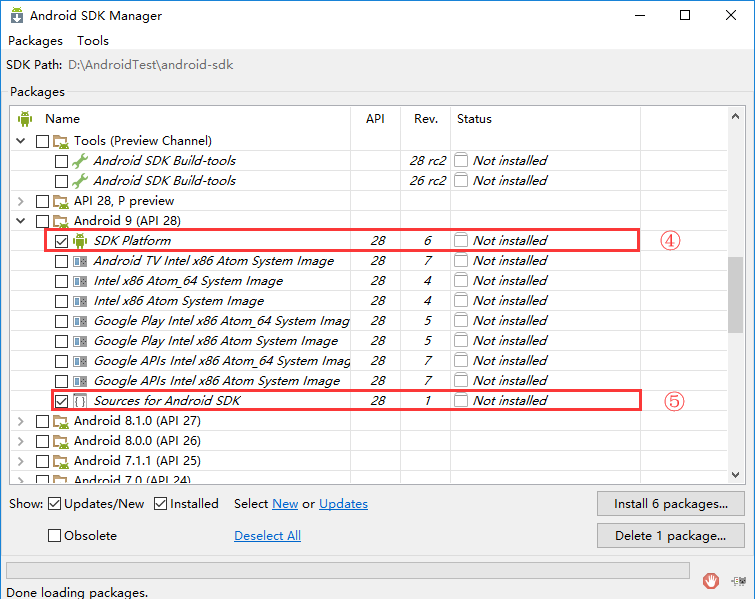 Android SDK Manager
Packages Tools
SDK Path: D:\AndroidTest\android-sdk
Packages
Name API Rev. Status
Tools (Preview Channel)
Android SDK Build-tools 28 rc2 Not installed
Android SDK Build-tools 26 rc2 Not installed
API 28, P preview
Android 9 (API 28)
SDK Platform 28 6 Not installed ④
Android TV Intel x86 Atom System Image 28 7 Not installed
Intel x86 Atom_64 System Image 28 4 Not installed
Intel x86 Atom System Image 28 4 Not installed
Google Play Intel x86 Atom_64 System Imag 28 5 Not installed
Google Play Intel x86 Atom System Image 28 5 Not installed
Google APIs Intel x86 Atom_64 System Imag 28 7 Not installed
Google APIs Intel x86 Atom System Image 28 7 Not installed
Sources for Android SDK 28 1 Not installed ⑤
Android 8.1.0 (API 27)
Android 8.0.0 (API 26)
Android 7.1.1 (API 25)
Android 7.0 (API 24)
Show: Updates/New Installed Select New or Updates Install 6 packages...
Obsolete Deselect All Delete 1 package...
Done loading packages.